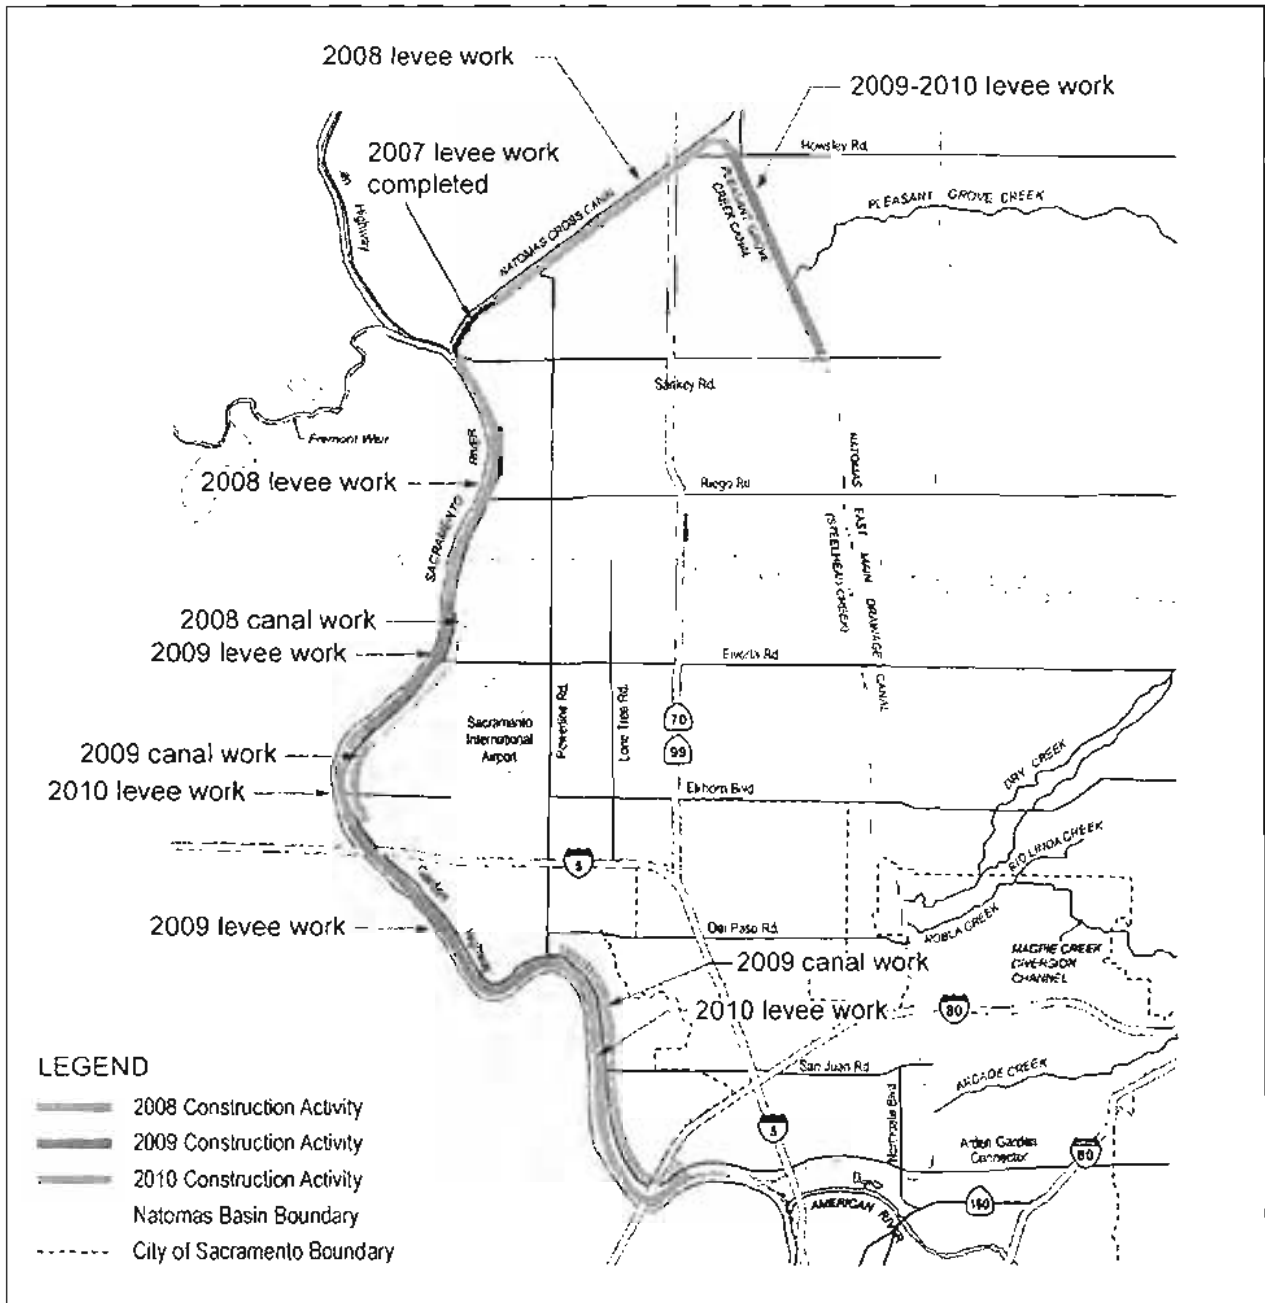 2008 levee work
2009-2010 levee work
2007 levee work
completed
Howsley Rd.
Highway
NATOMAS CROSS CANAL
PLEASANT GROVE
CREEK CANAL
PLEASANT GROVE CREEK
Sankey Rd.
Fremont Weir
SACRAMENTO RIVER
2008 levee work
Riego Rd
NATOMAS EAST MAIN DRAINAGE CANAL
(STEELHEAD CREEK)
2008 canal work
2009 levee work
Elverta Rd
Sacramento
International
Airport
Powerline Rd.
Lone Tree Rd.
70
99
2009 canal work
2010 levee work
Elkhorn Blvd
DRY CREEK
RIO LINDA CREEK
5
2009 levee work
Del Paso Rd.
ROBLA CREEK
MAGPIE CREEK
DIVERSION
CHANNEL
2009 canal work
2010 levee work
80
San Juan Rd
ARCADE CREEK
Northgate Blvd
5
Arden Garden
Connector
80
160
AMERICAN RIVER
LEGEND
2008 Construction Activity
2009 Construction Activity
2010 Construction Activity
Natomas Basin Boundary
City of Sacramento Boundary